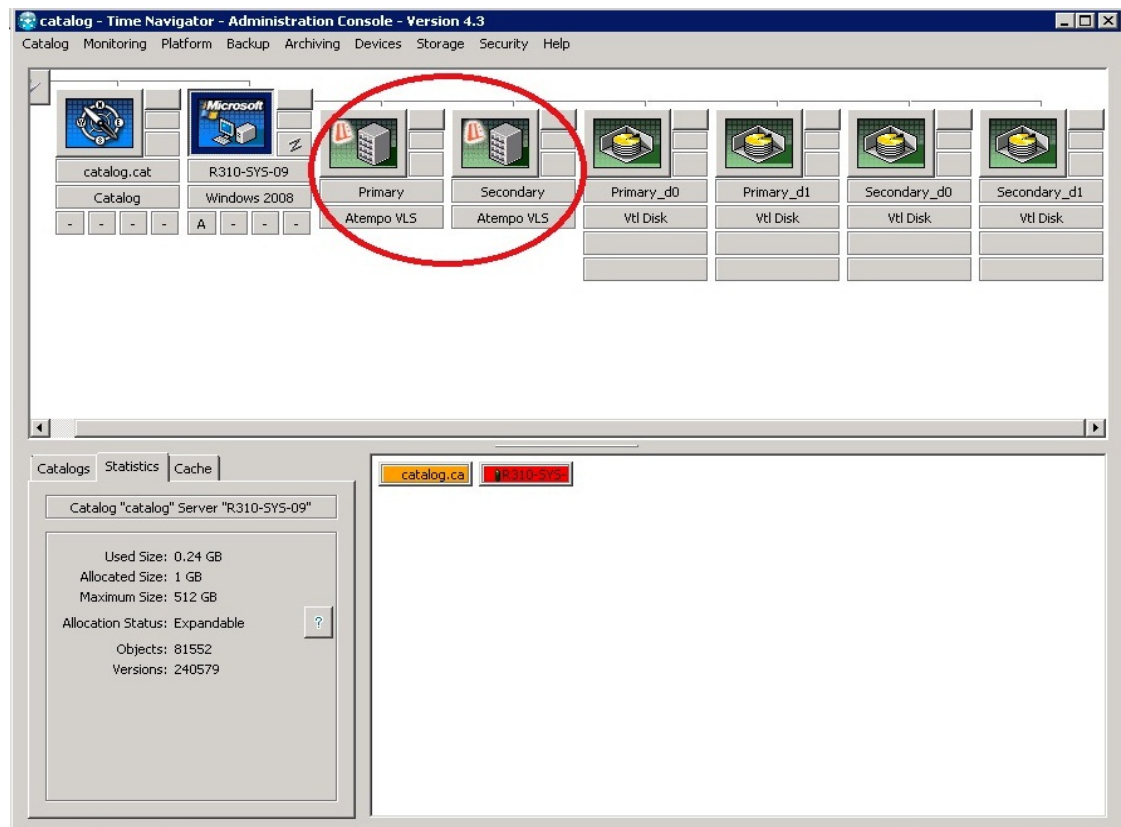 catalog - Time Navigator - Administration Console - Version 4.3
Catalog Monitoring Platform Backup Archiving Devices Storage Security Help
Microsoft
catalog.cat R310-SYS-09 Primary Secondary Primary_d0 Primary_d1 Secondary_d0 Secondary_d1
Catalog Windows 2008 Atempo VLS Atempo VLS Vtl Disk Vtl Disk Vtl Disk Vtl Disk
- - - - A - - -
Catalogs Statistics Cache
Catalog "catalog" Server "R310-SYS-09"
Used Size: 0.24 GB
Allocated Size: 1 GB
Maximum Size: 512 GB
Allocation Status: Expandable
?
Objects: 81552
Versions: 240579
catalog.ca R310-SYS-